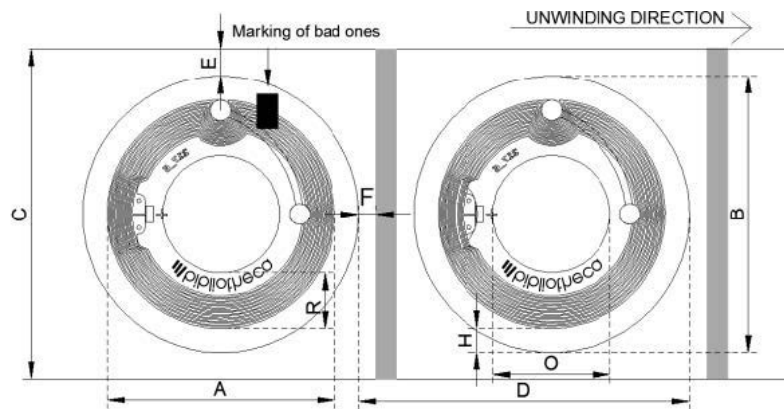 UNWINDING DIRECTION
Marking of bad ones
E
C
F
B
bibliotheca
bibliotheca
R
H
O
A
D